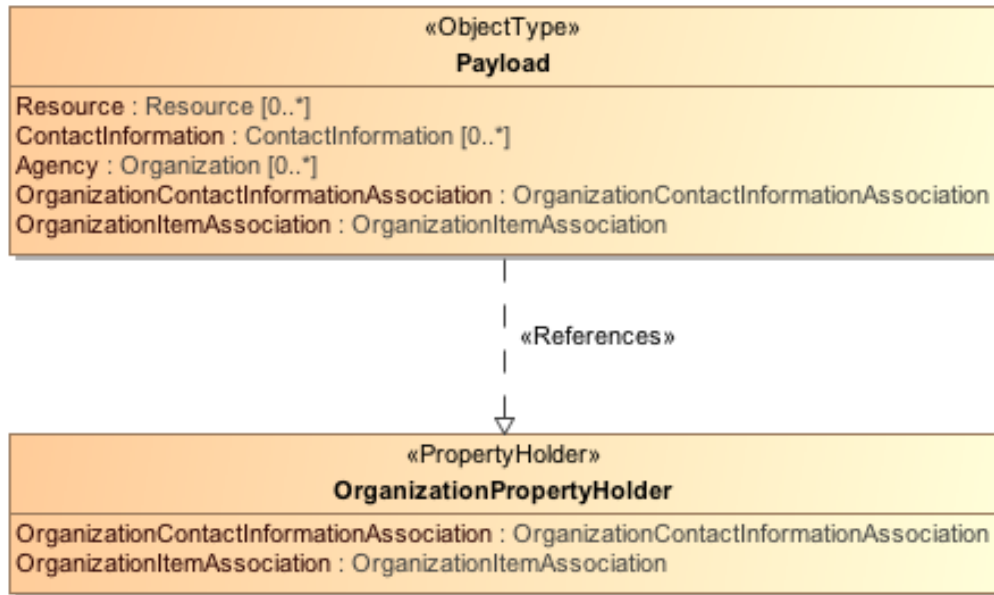 «ObjectType»
Payload
Resource : Resource [0..*]
ContactInformation : ContactInformation [0..*]
Agency : Organization [0..*]
OrganizationContactInformationAssociation : OrganizationContactInformationAssociation
OrganizationItemAssociation : OrganizationItemAssociation
«References»
«PropertyHolder»
OrganizationPropertyHolder
OrganizationContactInformationAssociation : OrganizationContactInformationAssociation
OrganizationItemAssociation : OrganizationItemAssociation